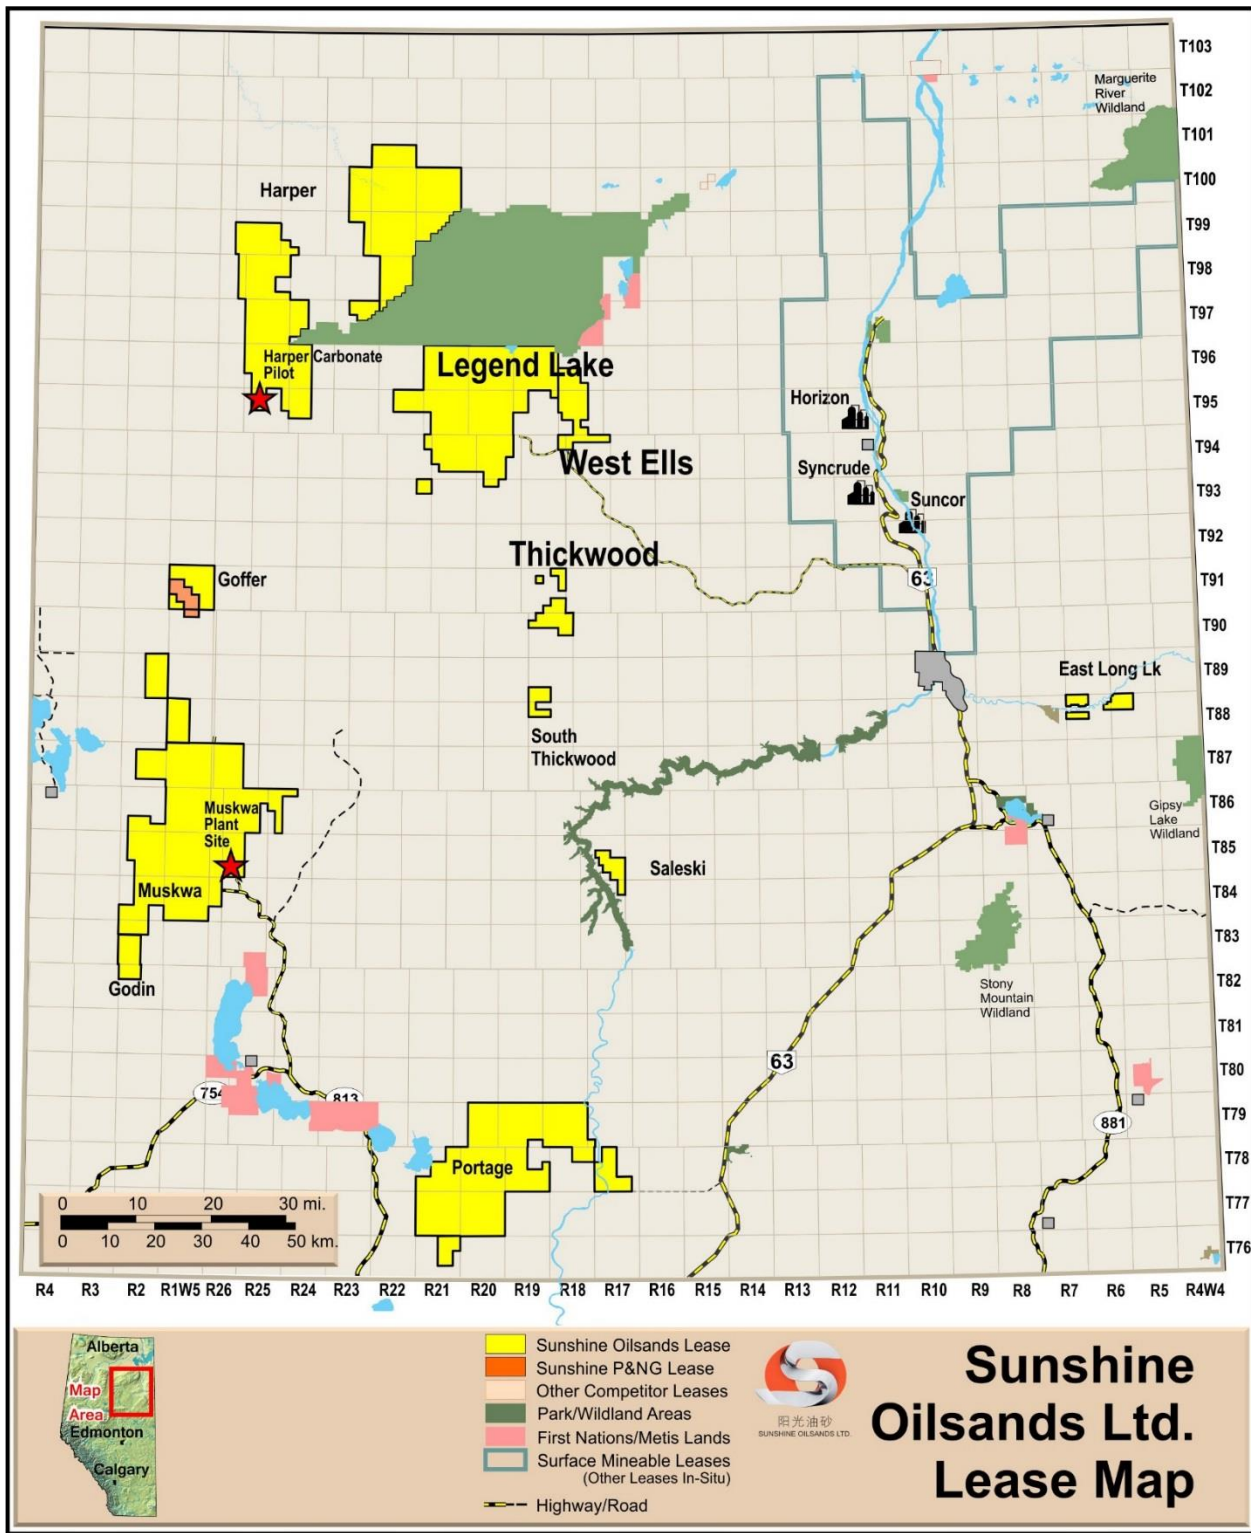 T103
Marguerite
River
Wildland
T102
T101
T100
Harper
T99
T98
T97
Harper Carbonate
Pilot
Legend Lake
T96
Horizon
T95
T94
West Ells
Syncrude
T93
Suncor
T92
Thickwood
Goffer
63
T91
T90
T89
East Long Lk
T88
South
Thickwood
T87
Muskwa
Plant
Site
T86
Gipsy
Lake
Wildland
T85
Saleski
Muskwa
T84
T83
Godin
T82
Stony
Mountain
Wildland
T81
63
T80
754
813
T79
881
Portage
T78
T77
T76
0 10 20 30 mi.
0 10 20 30 40 50 km.
R4 R3 R2 R1W5 R26 R25 R24 R23 R22 R21 R20 R19 R18 R17 R16 R15 R14 R13 R12 R11 R10 R9 R8 R7 R6 R5 R4W4
Alberta
Map
Area
Edmonton
Calgary
Sunshine Oilsands Lease
Sunshine P&NG Lease
Other Competitor Leases
Park/Wildland Areas
First Nations/Metis Lands
Surface Mineable Leases
(Other Leases In-Situ)
Highway/Road
阳光油砂
SUNSHINE OILSANDS LTD.
Sunshine
Oilsands Ltd.
Lease Map